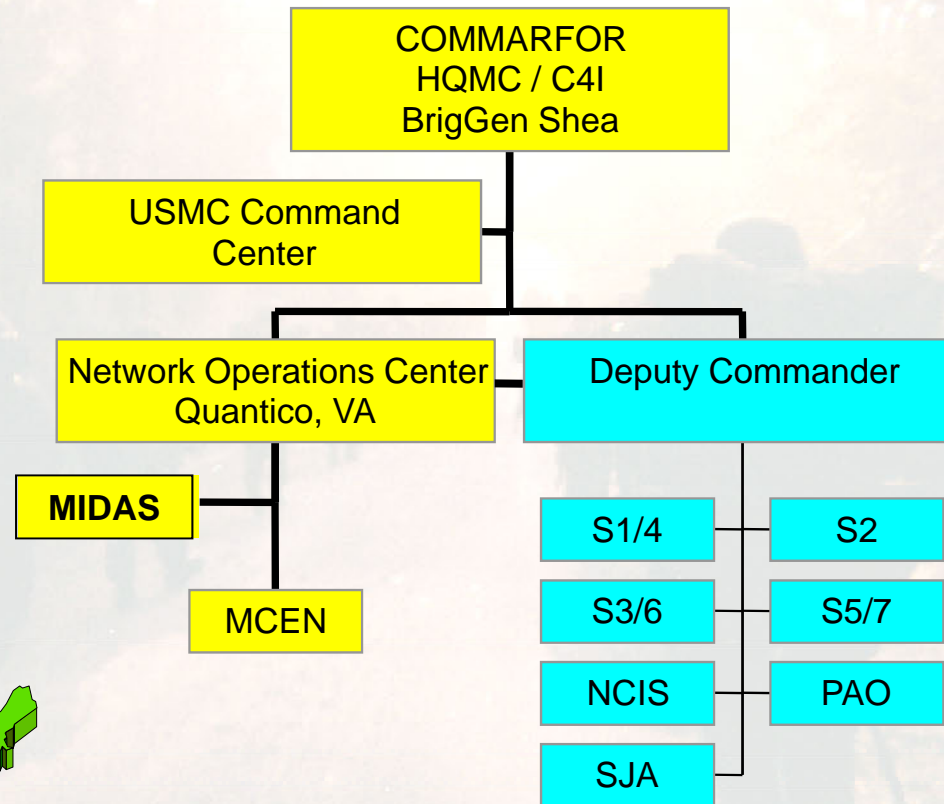 COMMARFOR
HQMC / C4I
BrigGen Shea
USMC Command
Center
Network Operations Center
Quantico, VA
Deputy Commander
MIDAS
MCEN
S1/4
S2
S3/6
S5/7
NCIS
PAO
SJA